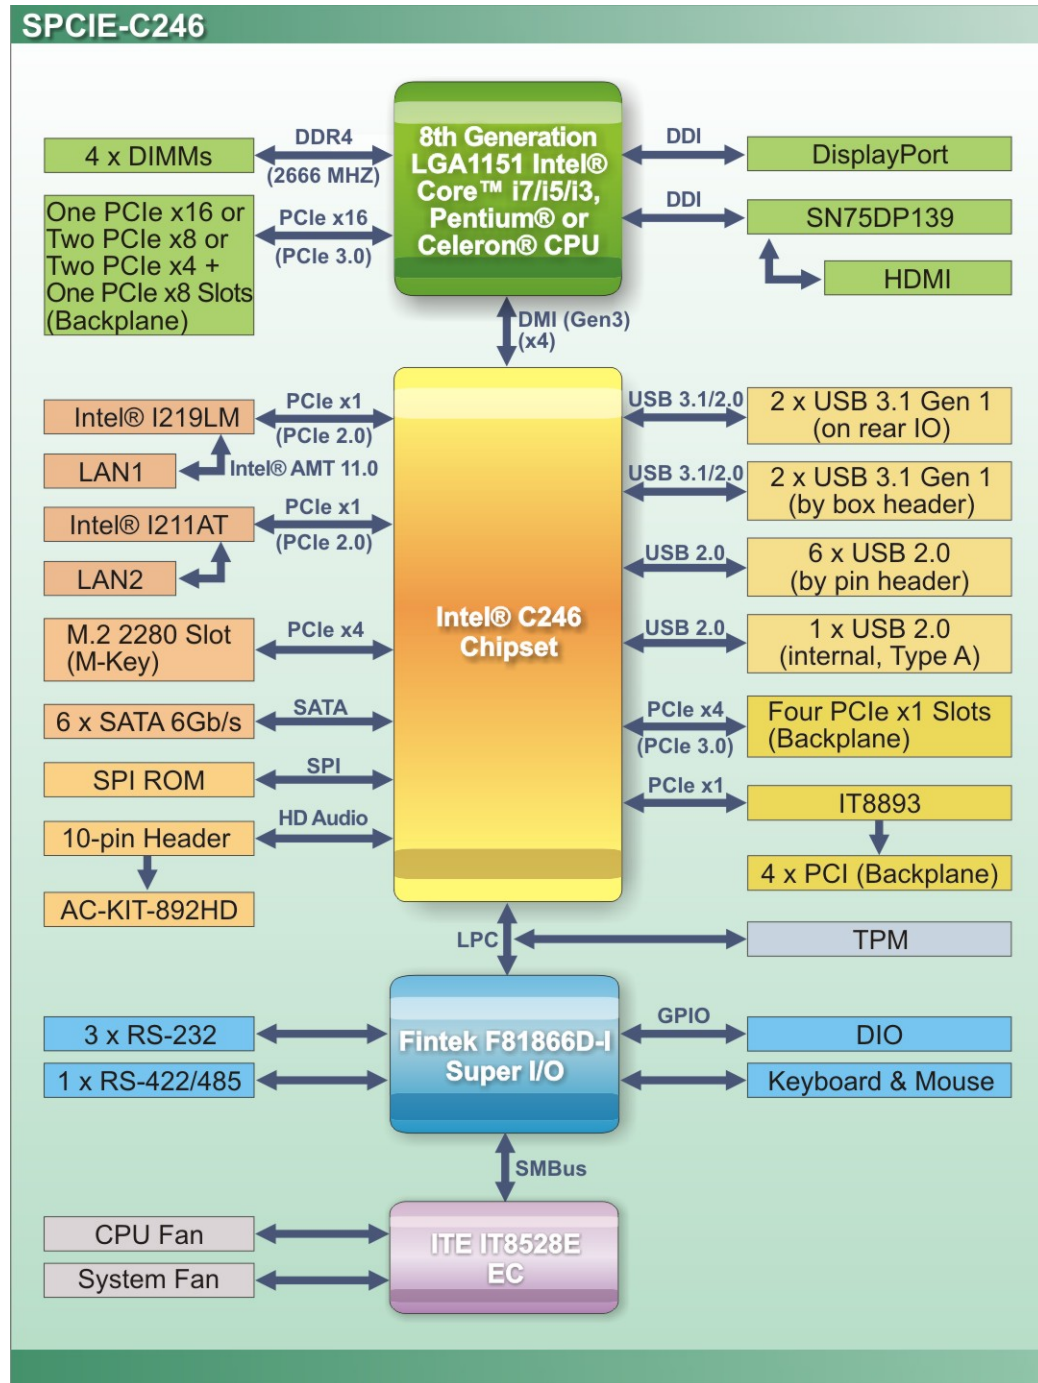 SPCIE-C246
8th Generation
LGA1151 Intel®
Core™ i7/i5/i3,
Pentium® or
Celeron® CPU
4 x DIMMs
DDR4
(2666 MHZ)
One PCIe x16 or
Two PCIe x8 or
Two PCIe x4 +
One PCIe x8 Slots
(Backplane)
PCIe x16
(PCIe 3.0)
DDI
DisplayPort
DDI
SN75DP139
HDMI
DMI (Gen3)
(x4)
Intel® I219LM
PCIe x1
(PCIe 2.0)
LAN1
Intel® AMT 11.0
Intel® I211AT
PCIe x1
(PCIe 2.0)
LAN2
M.2 2280 Slot
(M-Key)
PCIe x4
6 x SATA 6Gb/s
SATA
SPI ROM
SPI
10-pin Header
HD Audio
AC-KIT-892HD
Intel® C246
Chipset
USB 3.1/2.0
2 x USB 3.1 Gen 1
(on rear IO)
USB 3.1/2.0
2 x USB 3.1 Gen 1
(by box header)
USB 2.0
6 x USB 2.0
(by pin header)
USB 2.0
1 x USB 2.0
(internal, Type A)
PCIe x4
(PCIe 3.0)
Four PCIe x1 Slots
(Backplane)
PCIe x1
IT8893
4 x PCI (Backplane)
LPC
TPM
3 x RS-232
1 x RS-422/485
Fintek F81866D-I
Super I/O
GPIO
DIO
Keyboard & Mouse
SMBus
CPU Fan
System Fan
ITE IT8528E
EC